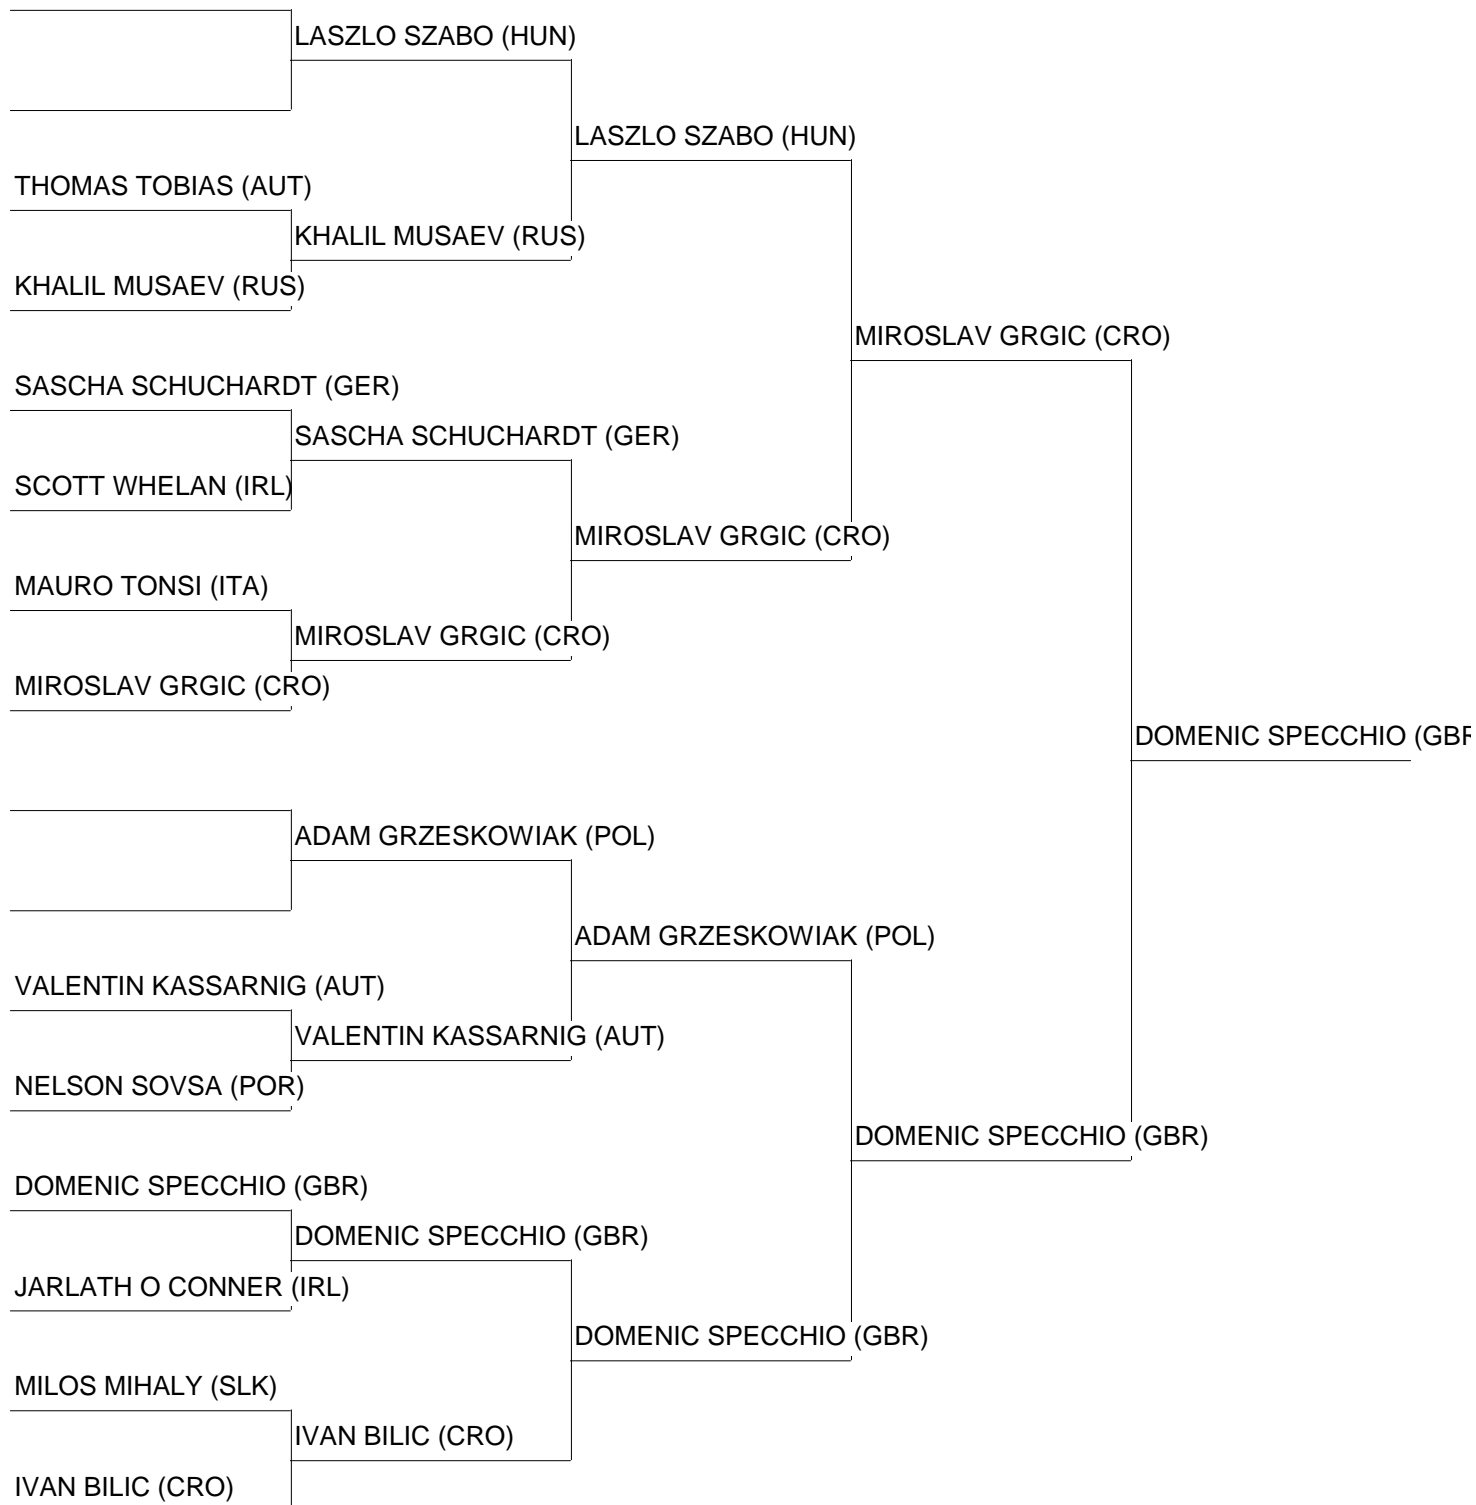 LASZLO SZABO (HUN)
LASZLO SZABO (HUN)
THOMAS TOBIAS (AUT)
KHALIL MUSAEV (RUS)
KHALIL MUSAEV (RUS)
MIROSLAV GRGIC (CRO)
SASCHA SCHUCHARDT (GER)
SASCHA SCHUCHARDT (GER)
SCOTT WHELAN (IRL)
MIROSLAV GRGIC (CRO)
MAURO TONSI (ITA)
MIROSLAV GRGIC (CRO)
MIROSLAV GRGIC (CRO)
DOMENIC SPECCHIO (GBR
ADAM GRZESKOWIAK (POL)
ADAM GRZESKOWIAK (POL)
VALENTIN KASSARNIG (AUT)
VALENTIN KASSARNIG (AUT)
NELSON SOVSA (POR)
DOMENIC SPECCHIO (GBR)
DOMENIC SPECCHIO (GBR)
DOMENIC SPECCHIO (GBR)
JARLATH O CONNER (IRL)
DOMENIC SPECCHIO (GBR)
MILOS MIHALY (SLK)
IVAN BILIC (CRO)
IVAN BILIC (CRO)